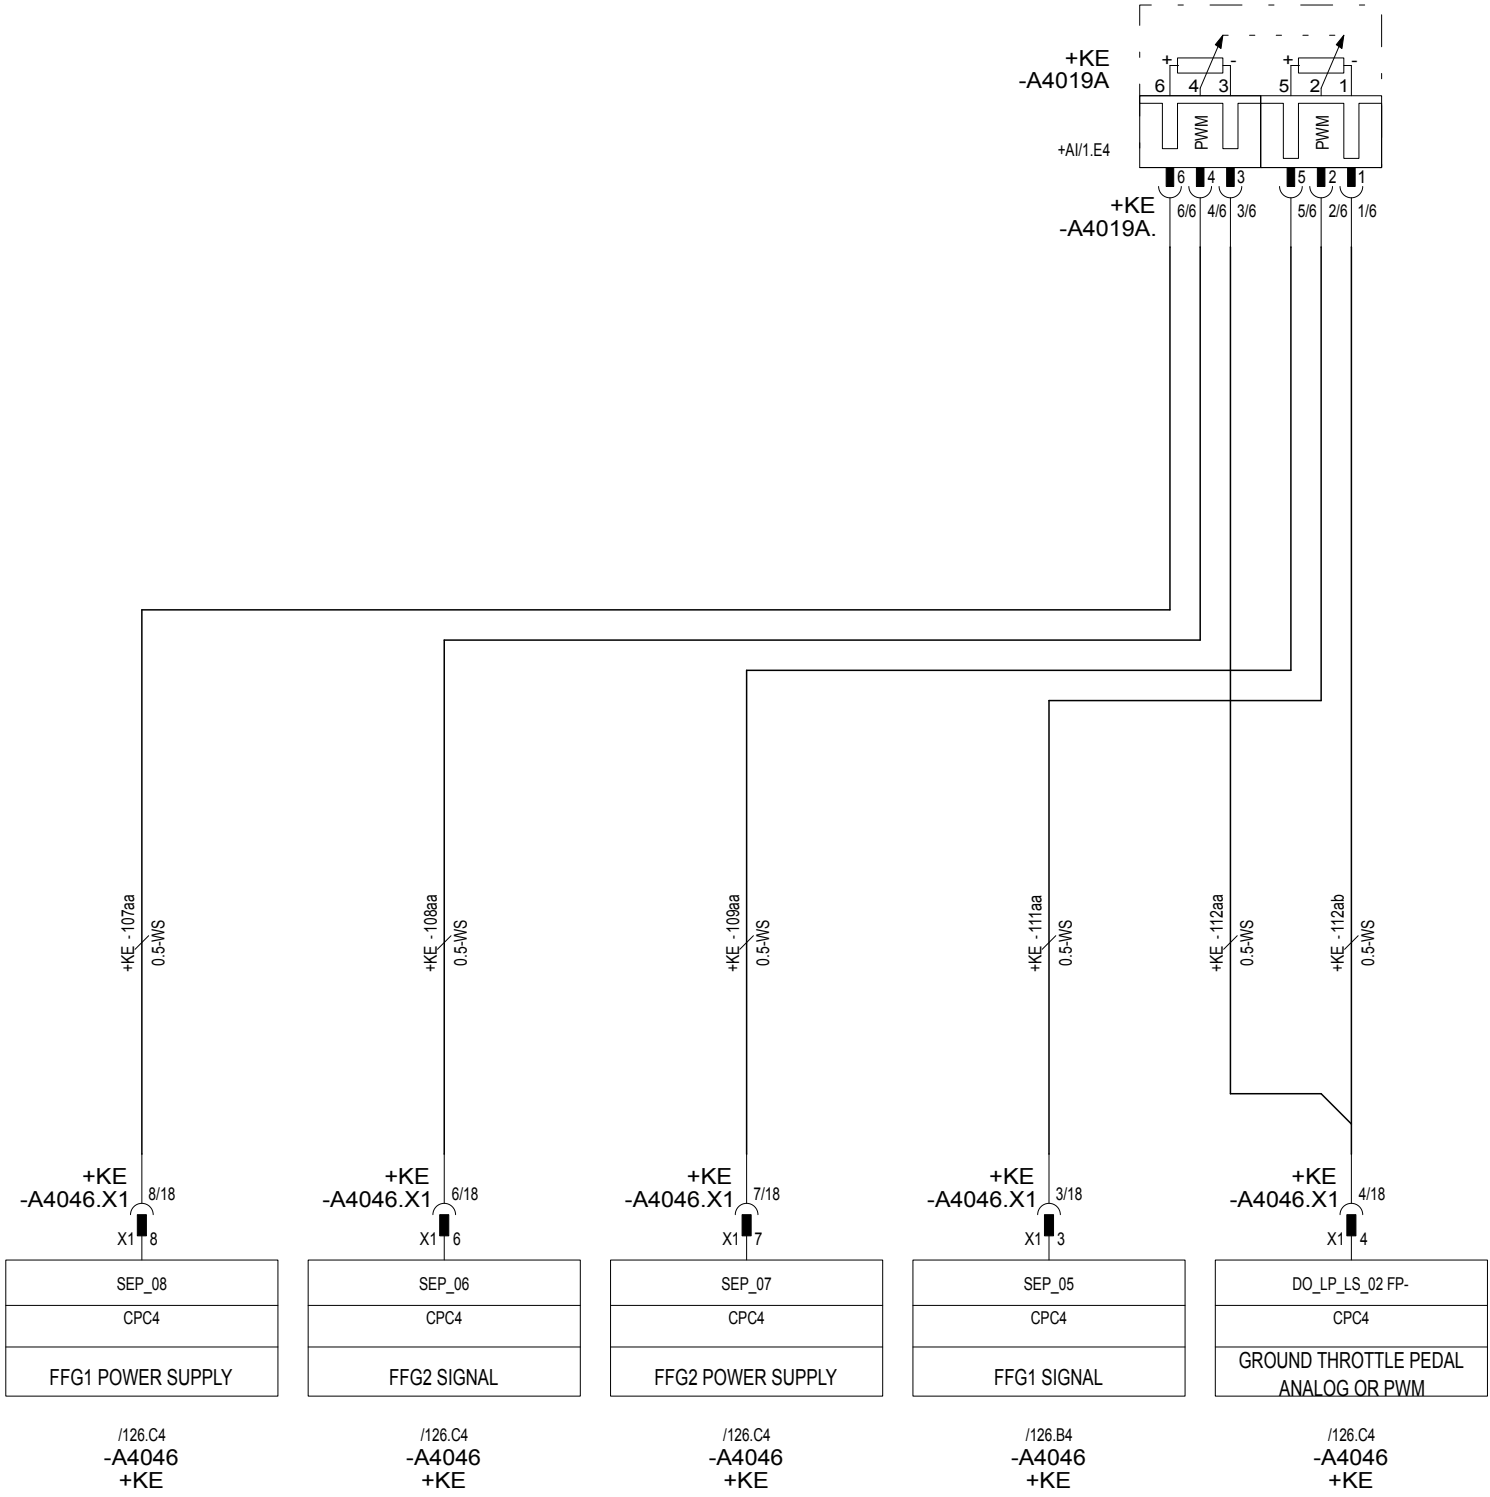 +KE
-A4019A
+ - + -
6 4 3 5 2 1
PWM PWM
+AI/1.E4
6 4 3 5 2 1
+KE
-A4019A.
6/6 4/6 3/6 5/6 2/6 1/6
+KE - 107aa
0.5-WS
+KE - 108aa
0.5-WS
+KE - 109aa
0.5-WS
+KE - 111aa
0.5-WS
+KE - 112aa
0.5-WS
+KE - 112ab
0.5-WS
+KE
-A4046.X1 8/18
X1 8
SEP_08
CPC4
FFG1 POWER SUPPLY
/126.C4
-A4046
+KE
+KE
-A4046.X1 6/18
X1 6
SEP_06
CPC4
FFG2 SIGNAL
/126.C4
-A4046
+KE
+KE
-A4046.X1 7/18
X1 7
SEP_07
CPC4
FFG2 POWER SUPPLY
/126.C4
-A4046
+KE
+KE
-A4046.X1 3/18
X1 3
SEP_05
CPC4
FFG1 SIGNAL
/126.B4
-A4046
+KE
+KE
-A4046.X1 4/18
X1 4
DO_LP_LS_02 FP-
CPC4
GROUND THROTTLE PEDAL
ANALOG OR PWM
/126.C4
-A4046
+KE